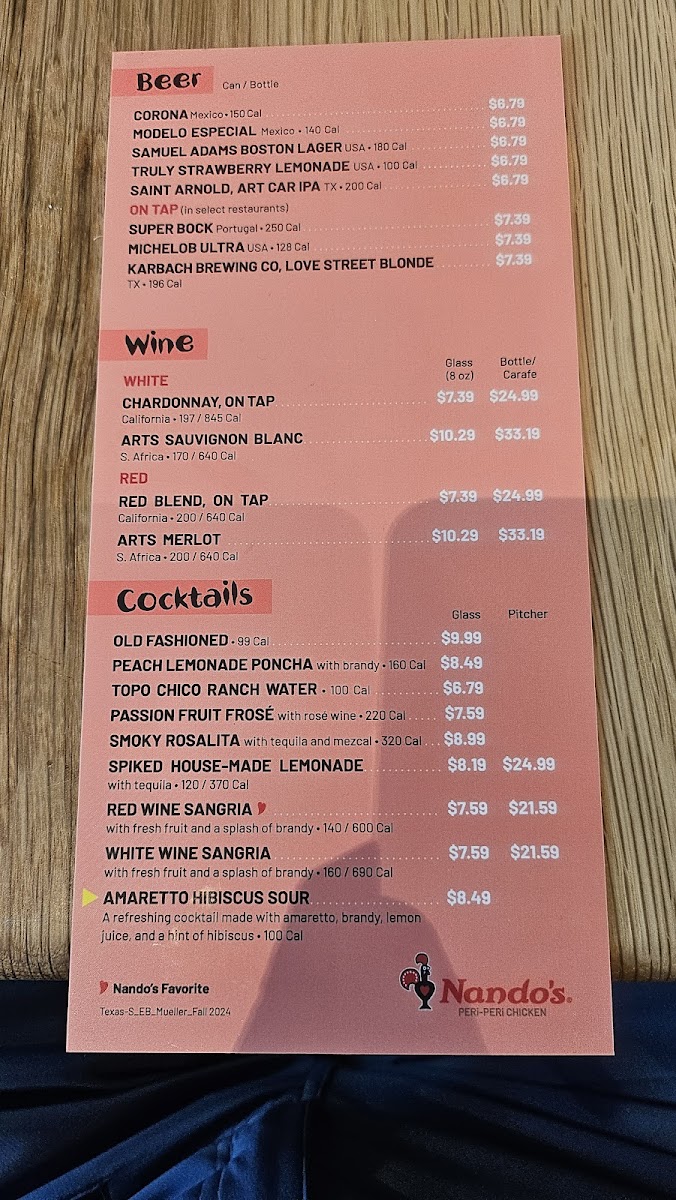 Beer Can / Bottle
CORONA Mexico • 150 Cal $6.79
MODELO ESPECIAL Mexico • 140 Cal $6.79
SAMUEL ADAMS BOSTON LAGER USA • 180 Cal $6.79
TRULY STRAWBERRY LEMONADE USA • 100 Cal $6.79
SAINT ARNOLD, ART CAR IPA TX • 200 Cal $6.79
ON TAP (in select restaurants)
SUPER BOCK Portugal • 250 Cal $7.39
MICHELOB ULTRA USA • 128 Cal $7.39
KARBACH BREWING CO, LOVE STREET BLONDE $7.39
TX • 196 Cal
Wine
Glass Bottle/
(8 oz) Carafe
WHITE
CHARDONNAY, ON TAP $7.39 $24.99
California • 197 / 845 Cal
ARTS SAUVIGNON BLANC $10.29 $33.19
S. Africa • 170 / 640 Cal
RED
RED BLEND, ON TAP $7.39 $24.99
California • 200 / 640 Cal
ARTS MERLOT $10.29 $33.19
S. Africa • 200 / 640 Cal
Cocktails
Glass Pitcher
OLD FASHIONED • 99 Cal $9.99
PEACH LEMONADE PONCHA with brandy • 160 Cal $8.49
TOPO CHICO RANCH WATER • 100 Cal $6.79
PASSION FRUIT FROSÉ with rosé wine • 220 Cal $7.59
SMOKY ROSALITA with tequila and mezcal • 320 Cal $8.99
SPIKED HOUSE-MADE LEMONADE $8.19 $24.99
with tequila • 120 / 370 Cal
RED WINE SANGRIA $7.59 $21.59
with fresh fruit and a splash of brandy • 140 / 600 Cal
WHITE WINE SANGRIA $7.59 $21.59
with fresh fruit and a splash of brandy • 160 / 690 Cal
AMARETTO HIBISCUS SOUR $8.49
A refreshing cocktail made with amaretto, brandy, lemon
juice, and a hint of hibiscus • 100 Cal
Nando's Favorite
Texas-S_EB_Mueller_Fall 2024
Nando's®
PERi-PERi CHICKEN